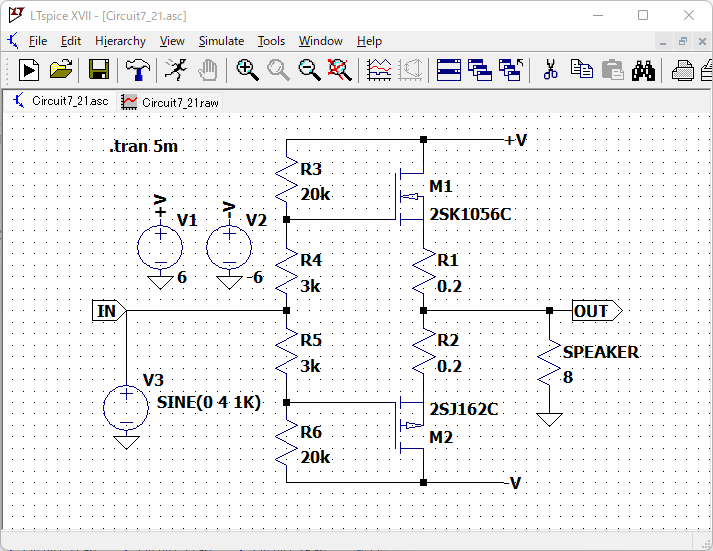 LTspice XVII - [Circuit7_21.asc]
File Edit Hierarchy View Simulate Tools Window Help
Circuit7_21.asc Circuit7_21.raw
.tran 5m
+V
R3
20k
M1
2SK1056C
+V
V1
6
-V
V2
-6
R4
3k
R1
0.2
IN
OUT
R5
3k
R2
0.2
SPEAKER
8
V3
SINE(0 4 1K)
2SJ162C
M2
R6
20k
-V